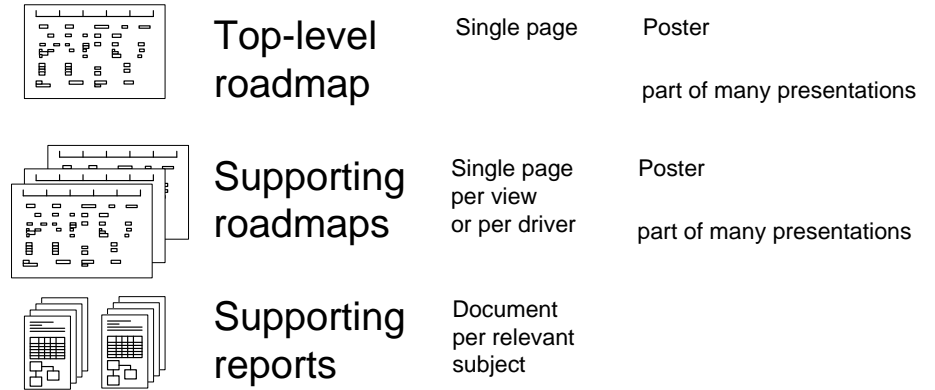 Top-level
roadmap
Single page
Poster
part of many presentations
Supporting
roadmaps
Single page
per view
or per driver
Poster
part of many presentations
Supporting
reports
Document
per relevant
subject